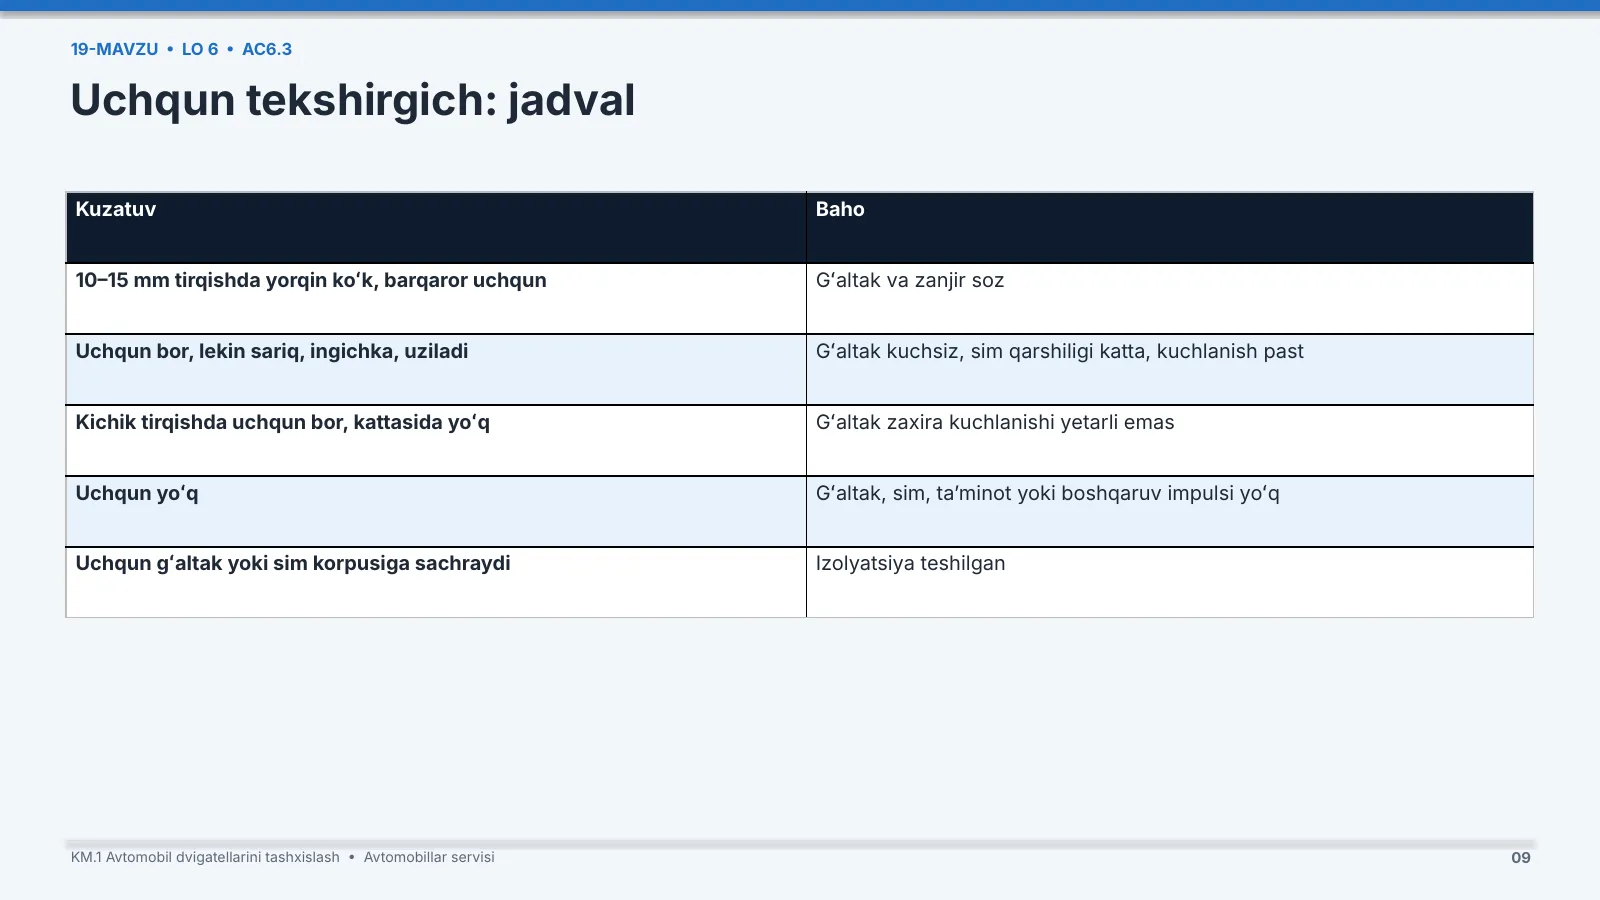 19-MAVZU • LO 6 • AC6.3
Uchqun tekshirgich: jadval
Kuzatuv
Baho
10–15 mm tirqishda yorqin koʻk, barqaror uchqun
Gʻaltak va zanjir soz
Uchqun bor, lekin sariq, ingichka, uziladi
Gʻaltak kuchsiz, sim qarshiligi katta, kuchlanish past
Kichik tirqishda uchqun bor, kattasida yoʻq
Gʻaltak zaxira kuchlanishi yetarli emas
Uchqun yoʻq
Gʻaltak, sim, taʼminot yoki boshqaruv impulsi yoʻq
Uchqun gʻaltak yoki sim korpusiga sachraydi
Izolyatsiya teshilgan
KM.1 Avtomobil dvigatellarini tashxislash • Avtomobillar servisi
09